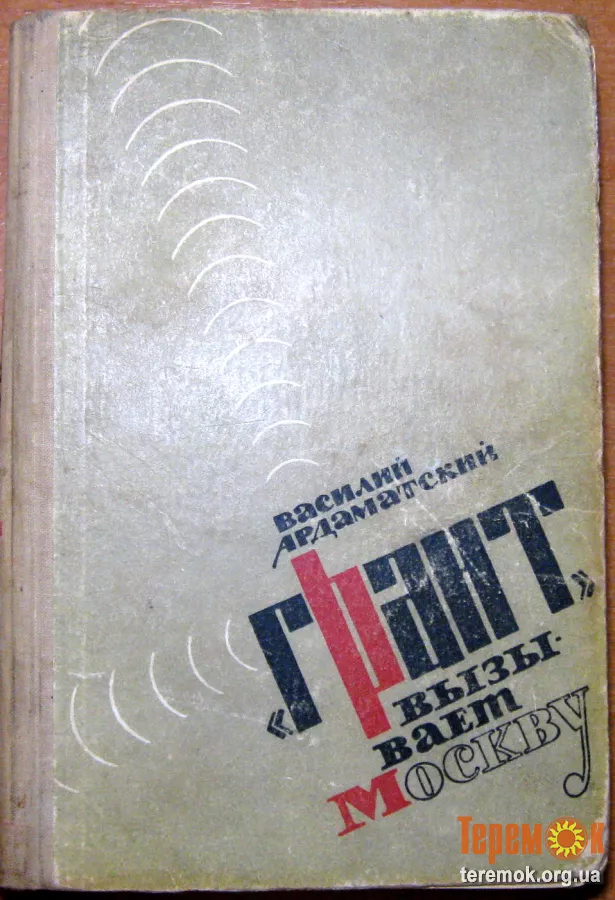 василий
Ардаматский
«грант»
вызы-
вает
Москву
Теремок
teremok.org.ua